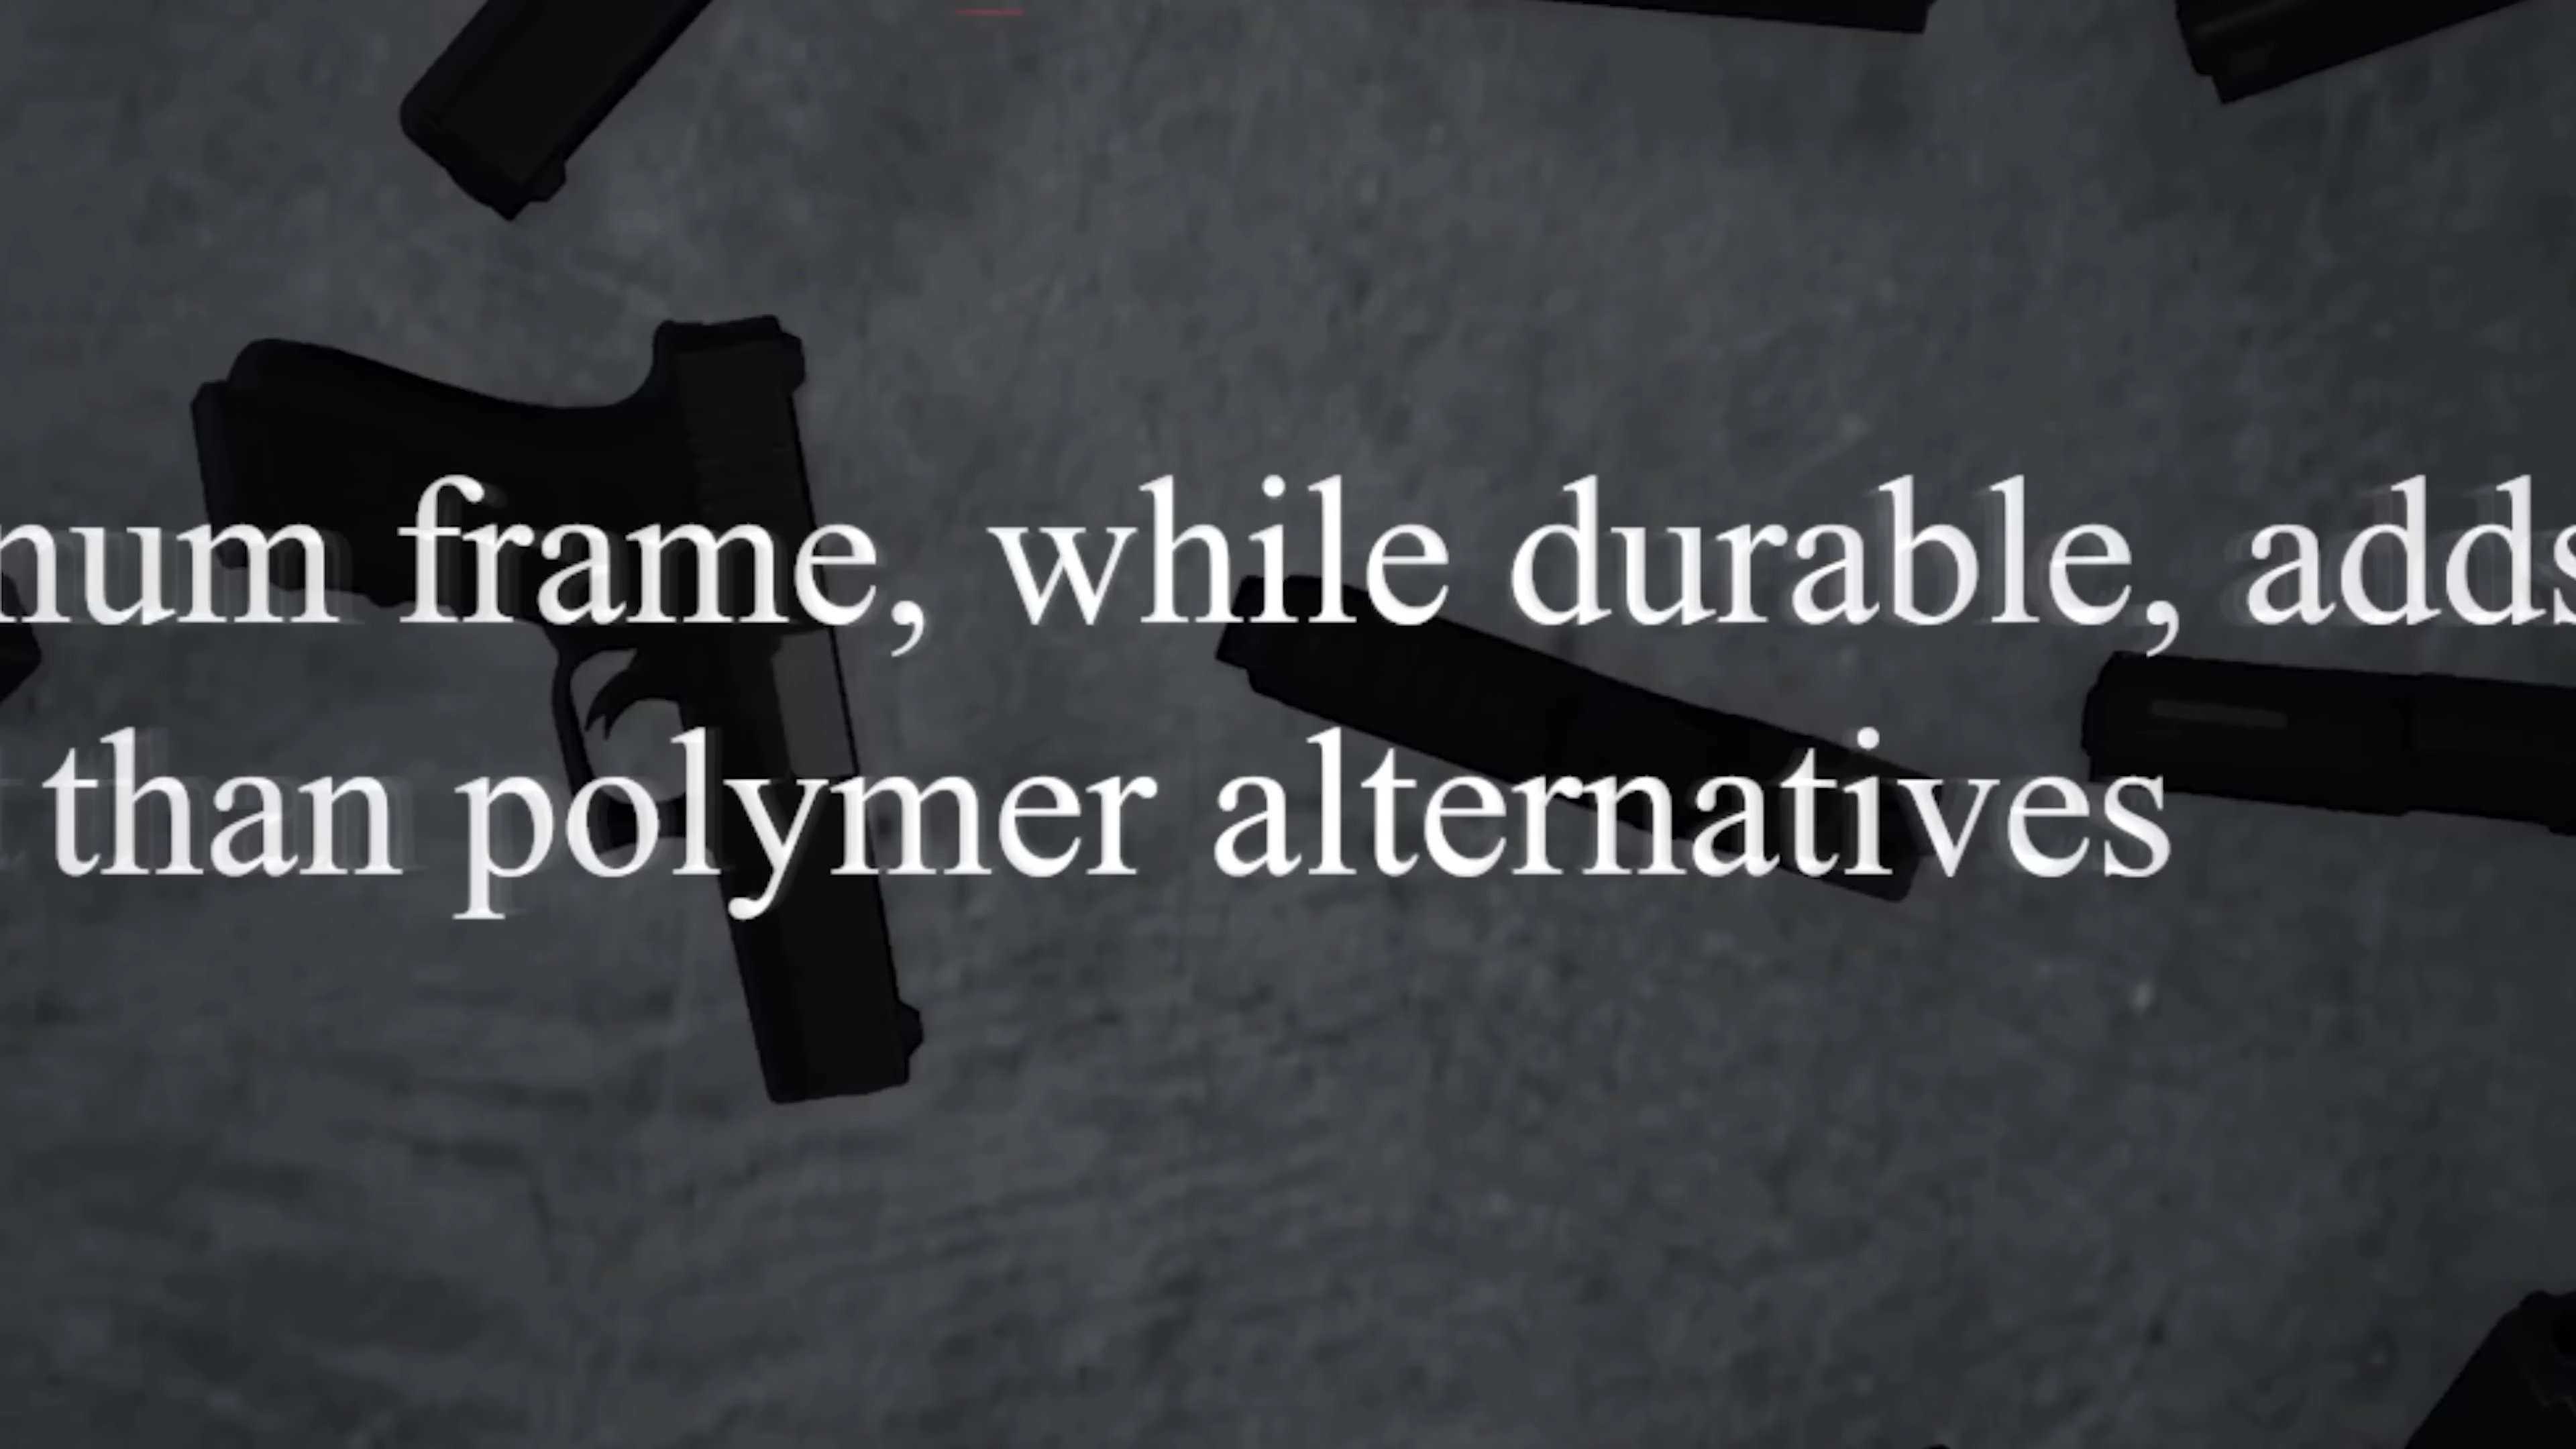 num frame, while durable, adds
than polymer alternatives